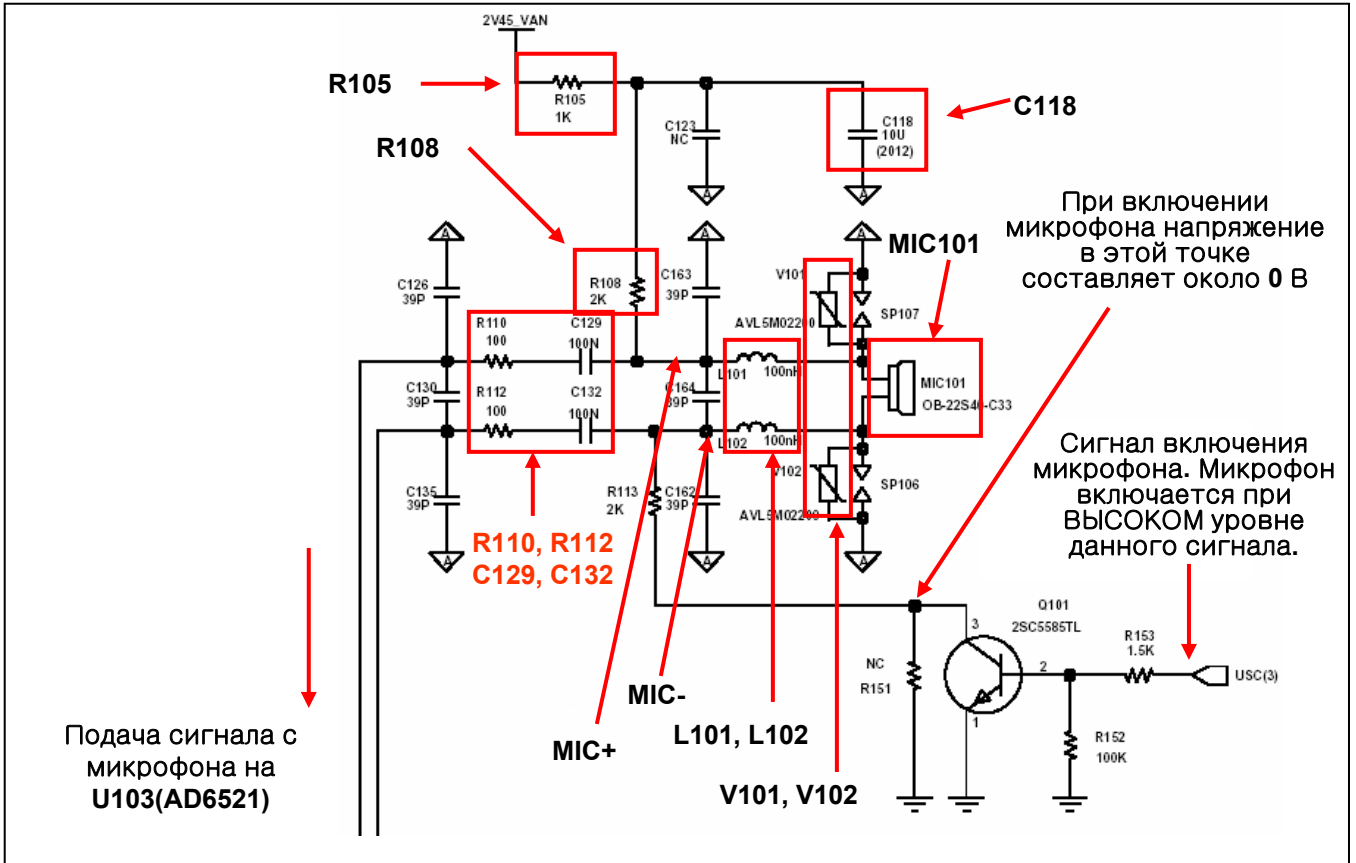 2V45_VAN
R105
R105
1K
C123
NC
C118
10U
(2012)
C118
R108
При включении
микрофона напряжение
в этой точке
составляет около 0 В
A
A
A
A
A
MIC101
C126
39P
R108
2K
C163
39P
V101
AVL5M02200
SP107
R110
100
C129
100N
C130
39P
R112
100
C132
100N
C164
39P
L101
100nH
L102
100nH
MIC101
OB-22S40-C33
V102
C135
39P
R113
2K
C162
39P
AVL5M02200
SP106
A
A
A
Сигнал включения
микрофона. Микрофон
включается при
ВЫСОКОМ уровне
данного сигнала.
R110, R112
C129, C132
Q101
2SC5585TL
3
2
1
R153
1.5K
USC(3)
NC
R151
R152
100K
MIC-
MIC+
L101, L102
V101, V102
Подача сигнала с
микрофона на
U103(AD6521)